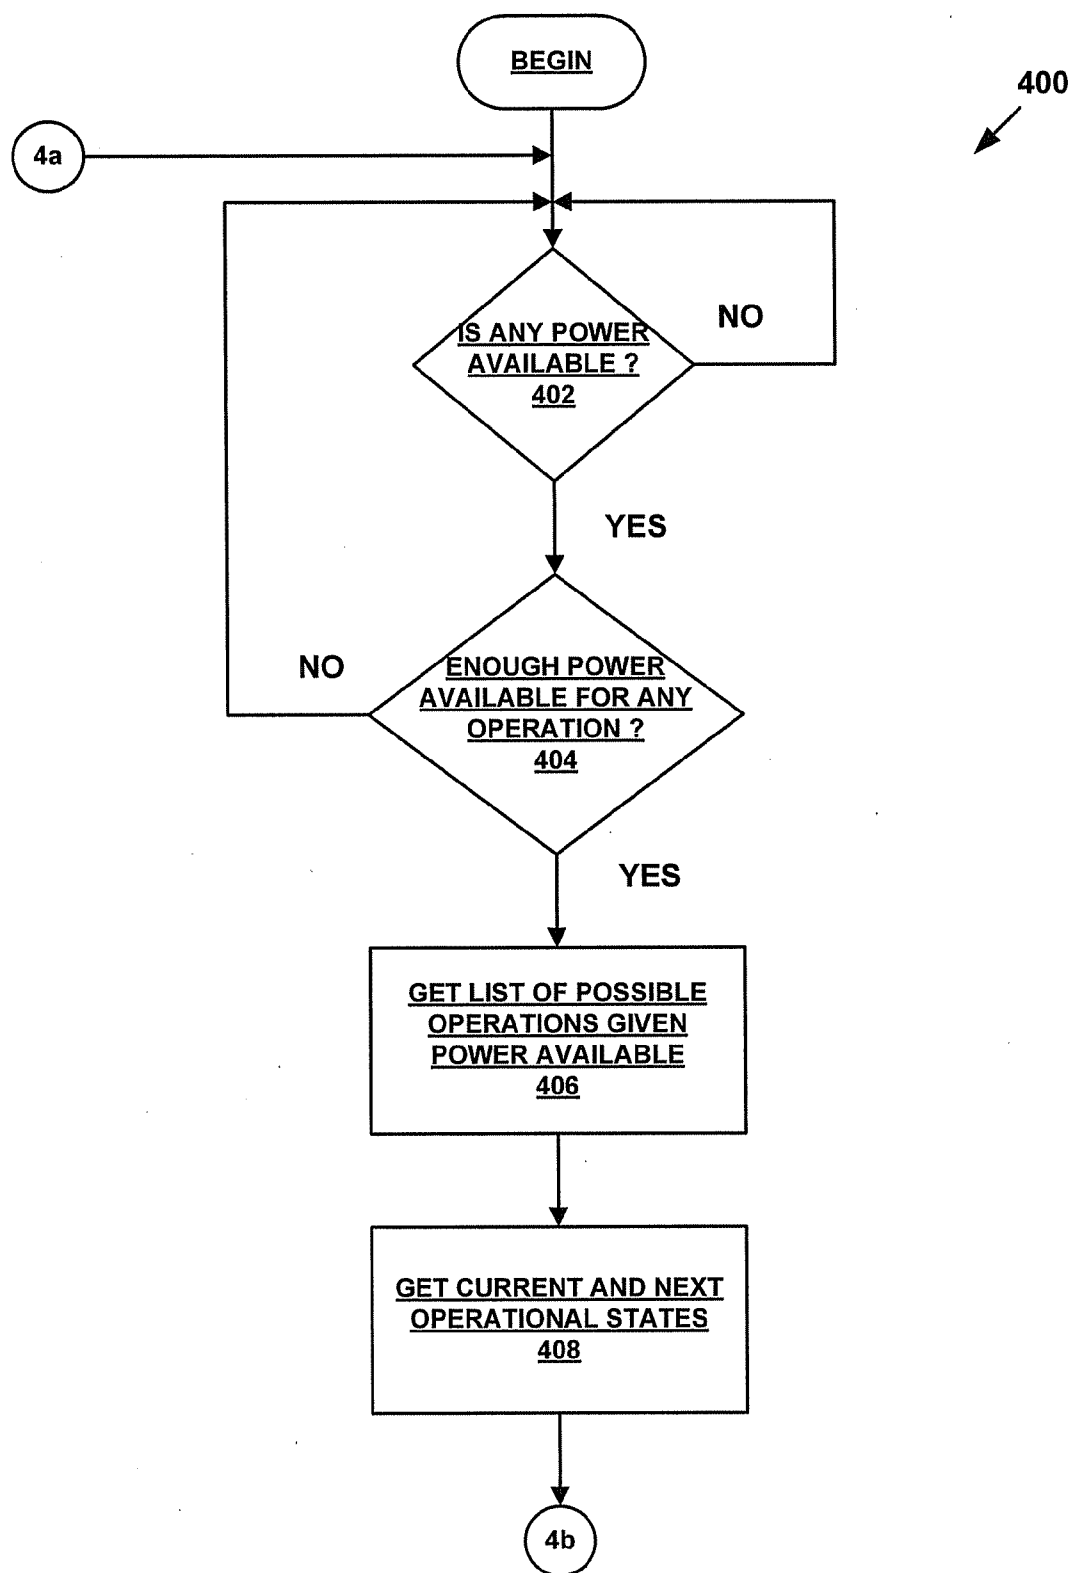 BEGIN
400
4a
IS ANY POWER
AVAILABLE ?
402
NO
YES
NO
ENOUGH POWER
AVAILABLE FOR ANY
OPERATION ?
404
YES
GET LIST OF POSSIBLE
OPERATIONS GIVEN
POWER AVAILABLE
406
GET CURRENT AND NEXT
OPERATIONAL STATES
408
4b